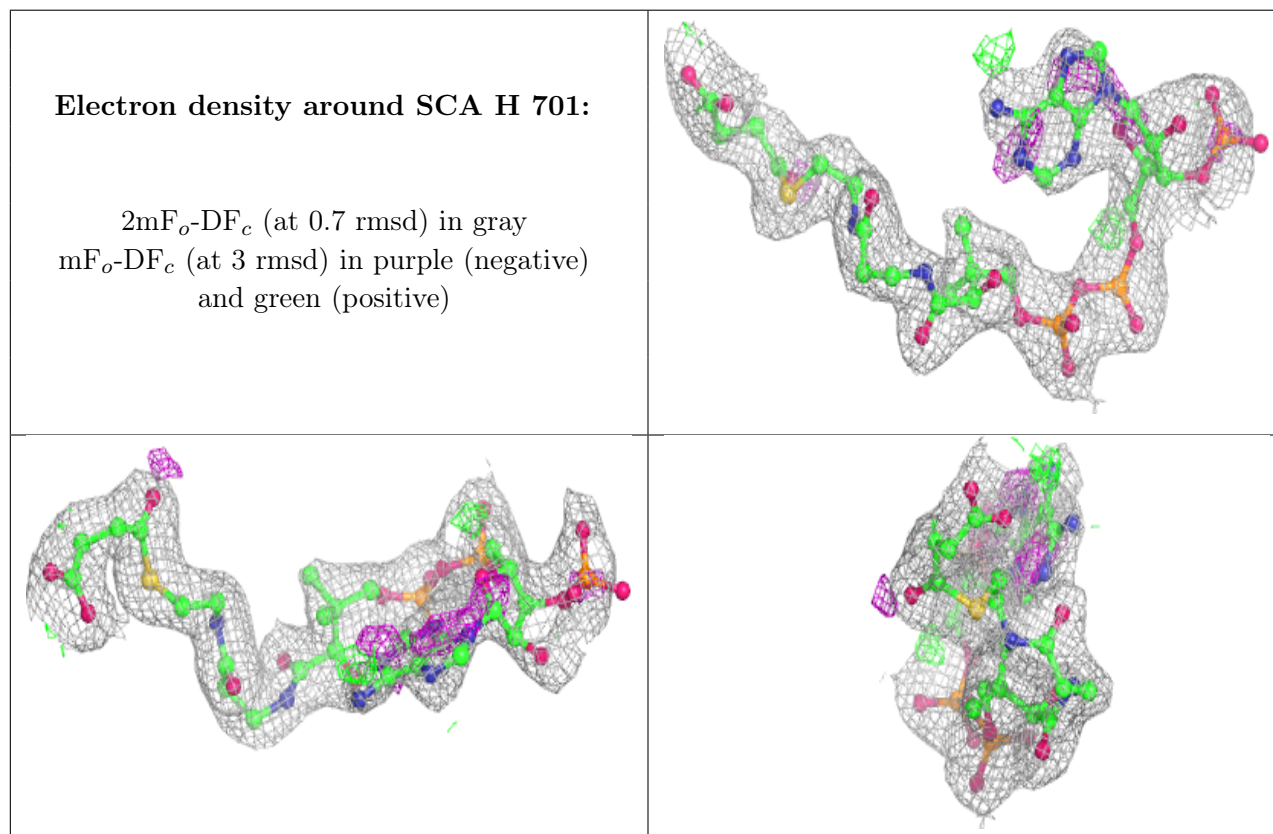 Electron density around SCA H 701:
2mFo-DFc (at 0.7 rmsd) in gray
mFo-DFc (at 3 rmsd) in purple (negative)
and green (positive)